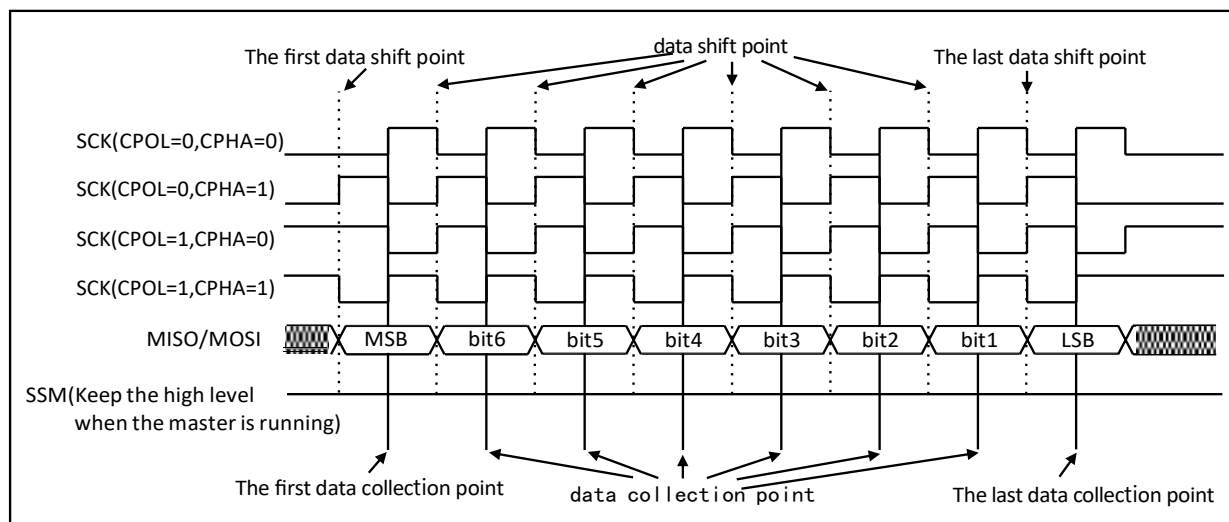 data shift point
The first data shift point
The last data shift point
SCK(CPOL=0,CPHA=0)
SCK(CPOL=0,CPHA=1)
SCK(CPOL=1,CPHA=0)
SCK(CPOL=1,CPHA=1)
MISO/MOSI MSB bit6 bit5 bit4 bit3 bit2 bit1 LSB
SSM(Keep the high level
when the master is running)
The first data collection point
data collection point
The last data collection point